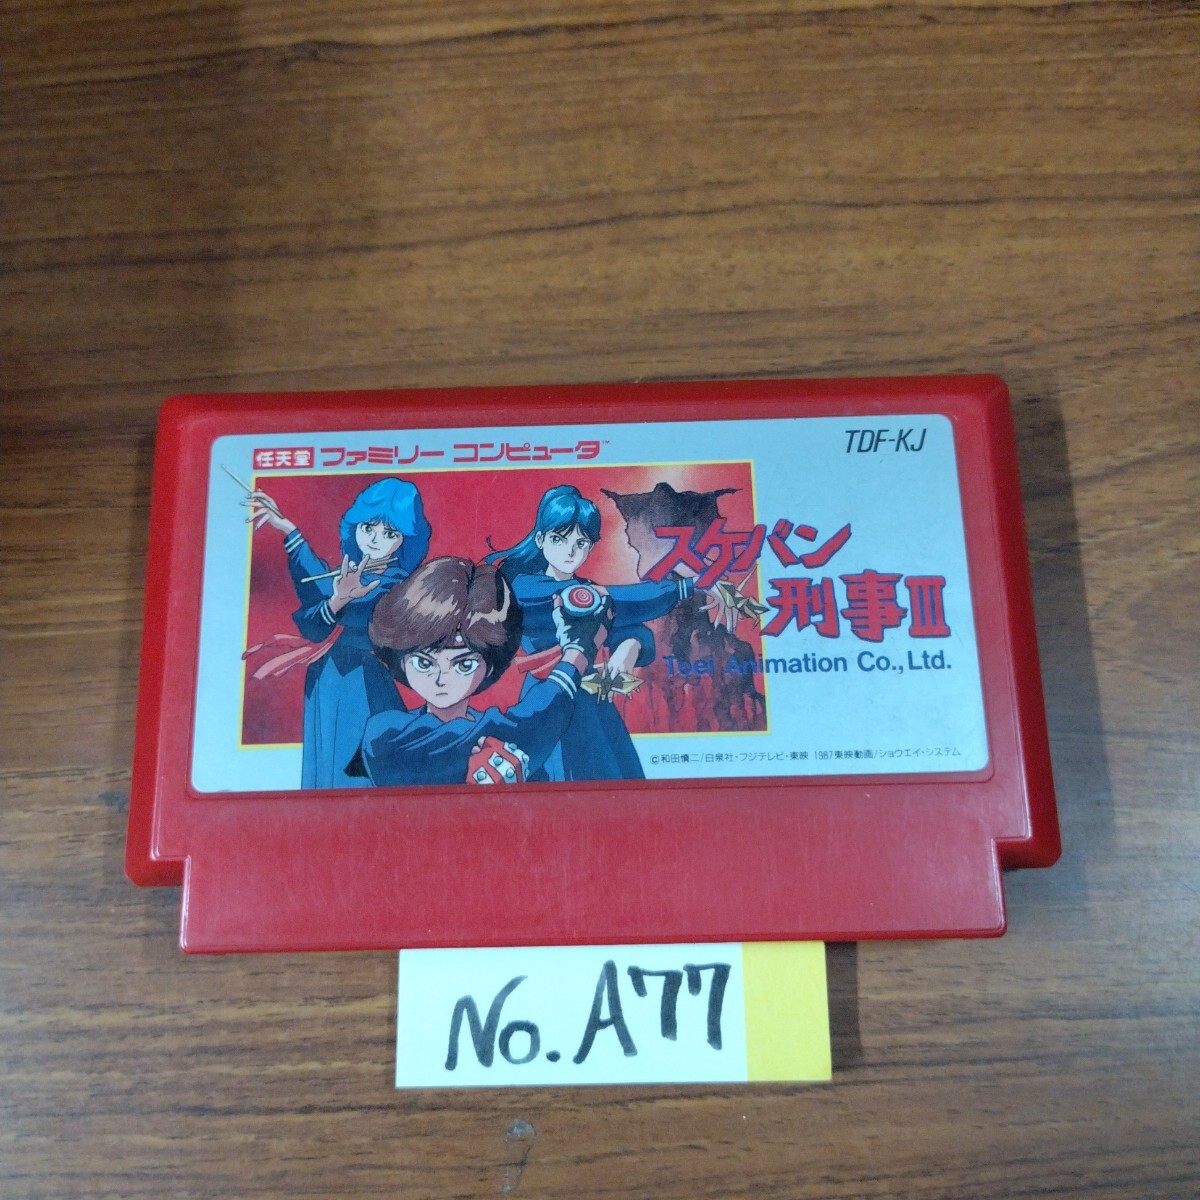 任天堂 ファミリー コンピュータ™
TDF-KJ
スケバン
刑事III
Toei Animation Co., Ltd.
©和田慎二/白泉社・フジテレビ・東映 1987東映動画/ショウエイ・システム
No. A77